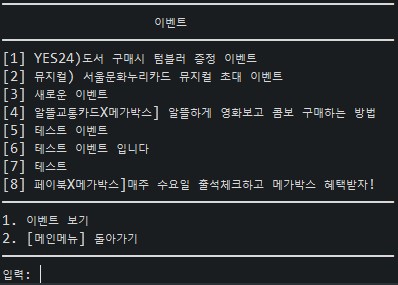 이벤트
[1] YES24)도서 구매시 텀블러 증정 이벤트
[2] 뮤지컬) 서울문화누리카드 뮤지컬 초대 이벤트
[3] 새로운 이벤트
[4] 알뜰교통카드X메가박스] 알뜰하게 영화보고 콤보 구매하는 방법
[5] 테스트 이벤트
[6] 테스트 이벤트 입니다
[7] 테스트
[8] 페이북X메가박스]매주 수요일 출석체크하고 메가박스 혜택받자!
1. 이벤트 보기
2. [메인메뉴] 돌아가기
입력: